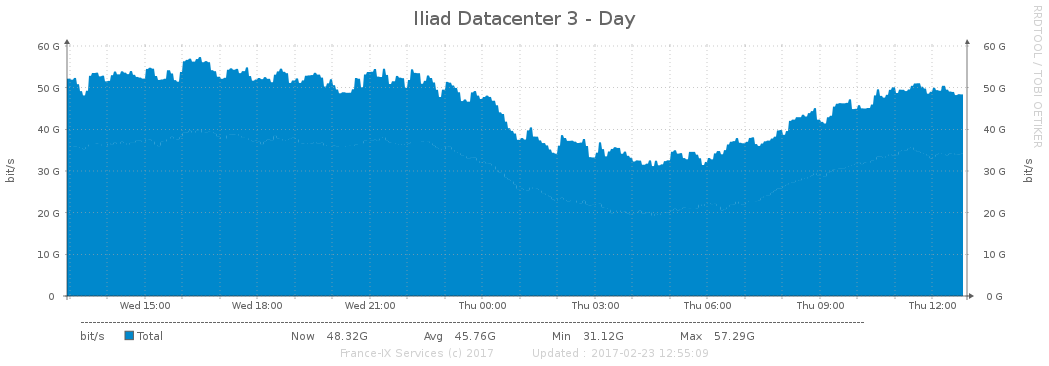 Iliad Datacenter 3 - Day
RRDTOOL / TOBI OETIKER
60 G 60 G
50 G 50 G
40 G 40 G
30 G 30 G
20 G 20 G
10 G 10 G
0 0 G
bit/s bit/s
Wed 15:00 Wed 18:00 Wed 21:00 Thu 00:00 Thu 03:00 Thu 06:00 Thu 09:00 Thu 12:00
bit/s Total Now 48.32G Avg 45.76G Min 31.12G Max 57.29G
France-IX Services (c) 2017 Updated : 2017-02-23 12:55:09